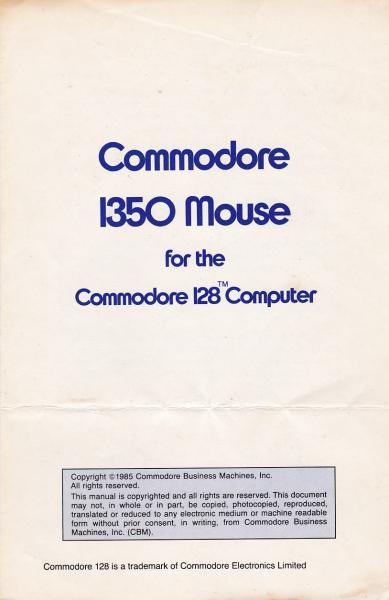 Commodore
1350 Mouse
for the
Commodore 128™ Computer
Copyright ©1985 Commodore Business Machines, Inc.
All rights reserved.
This manual is copyrighted and all rights are reserved. This document
may not, in whole or in part, be copied, photocopied, reproduced,
translated or reduced to any electronic medium or machine readable
form without prior consent, in writing, from Commodore Business
Machines, Inc. (CBM).
Commodore 128 is a trademark of Commodore Electronics Limited